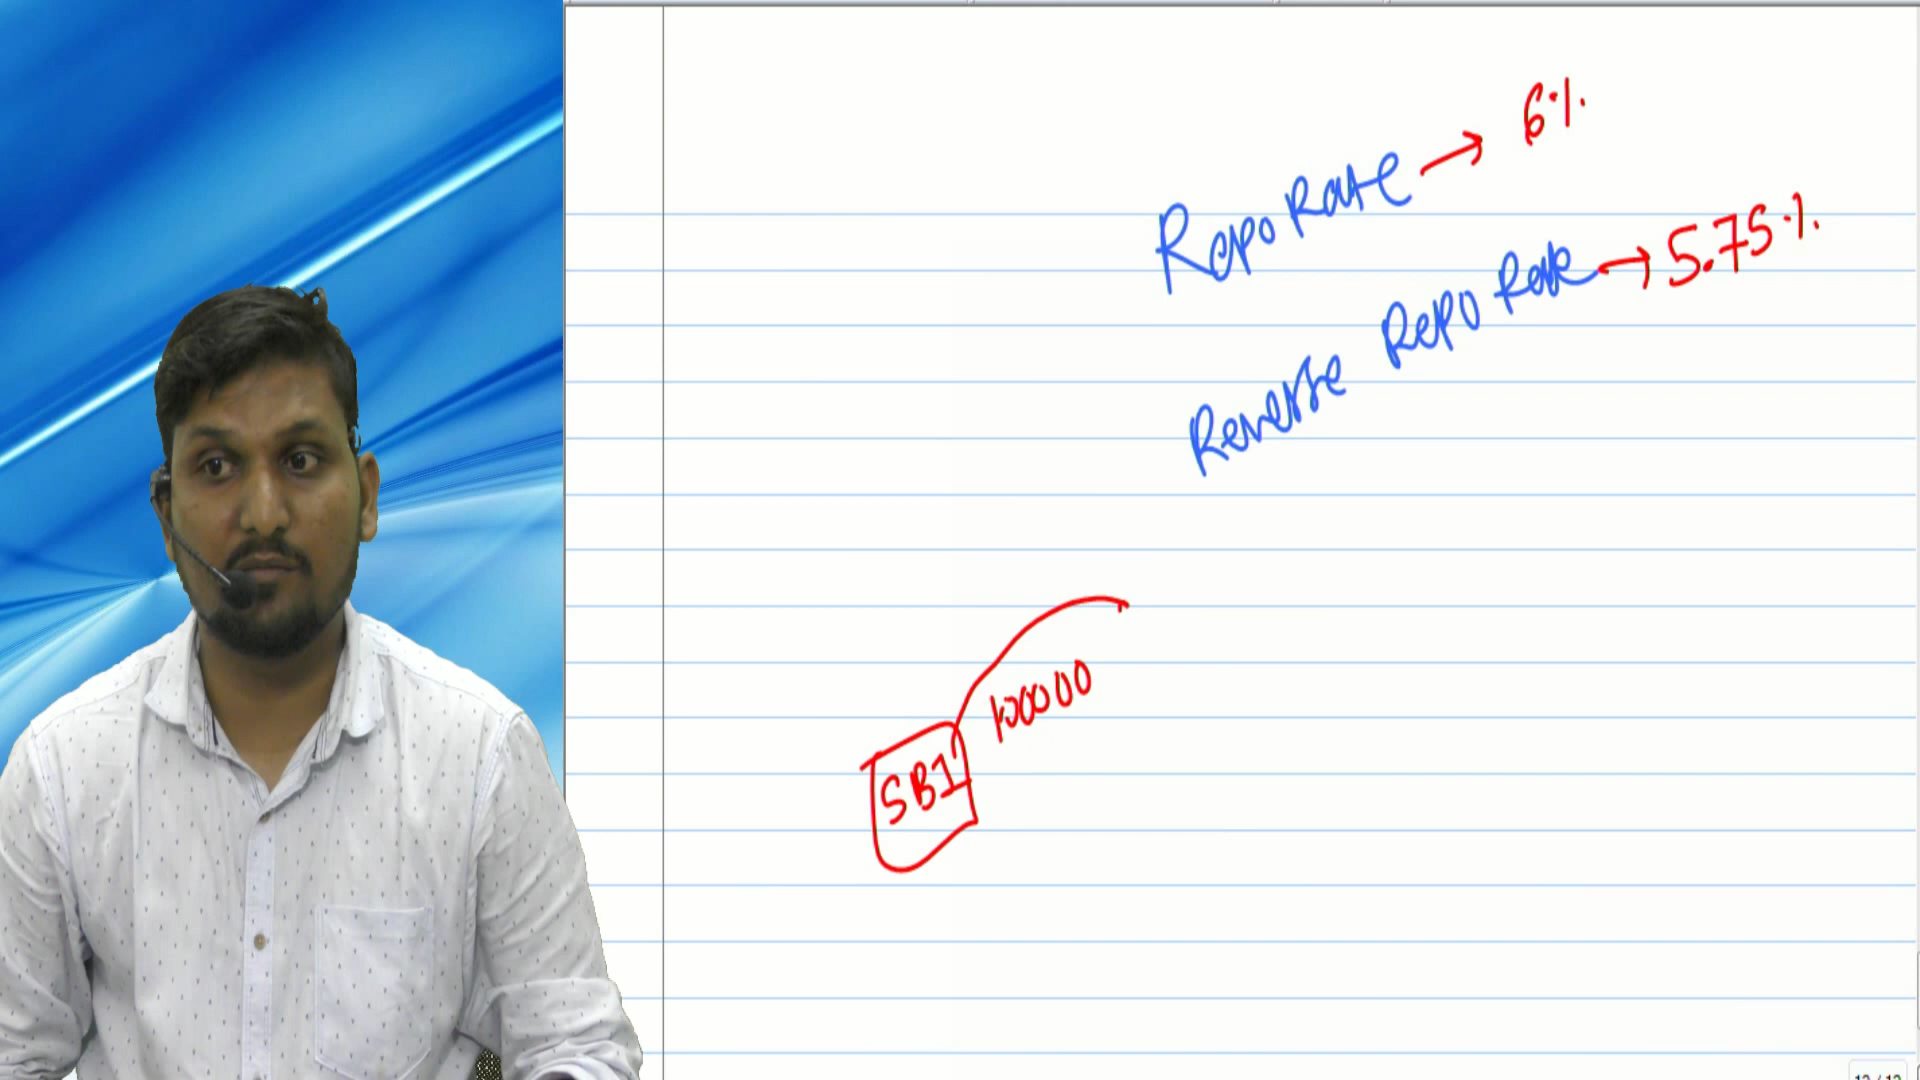 Repo Rate → 6%
Reverse Repo Rate → 5.75%
100000
SBI